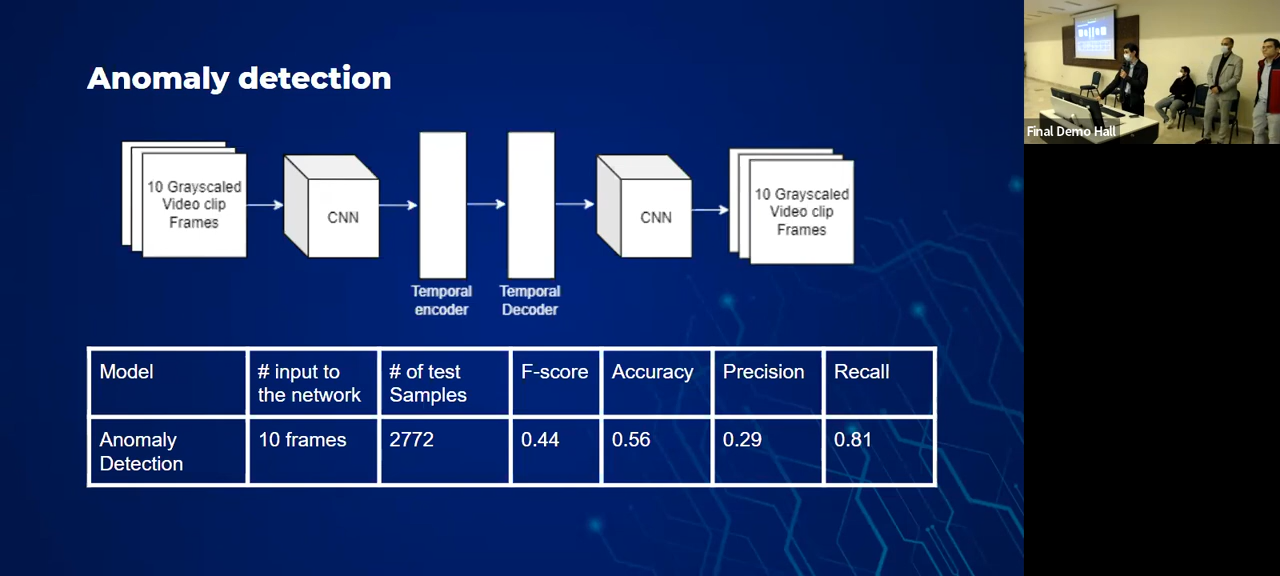 Anomaly detection
10 Grayscaled
Video clip
Frames
CNN
Temporal
encoder
Temporal
Decoder
CNN
10 Grayscaled
Video clip
Frames
Model
# input to
the network
# of test
Samples
F-score
Accuracy
Precision
Recall
Anomaly
Detection
10 frames
2772
0.44
0.56
0.29
0.81
Final Demo Hall